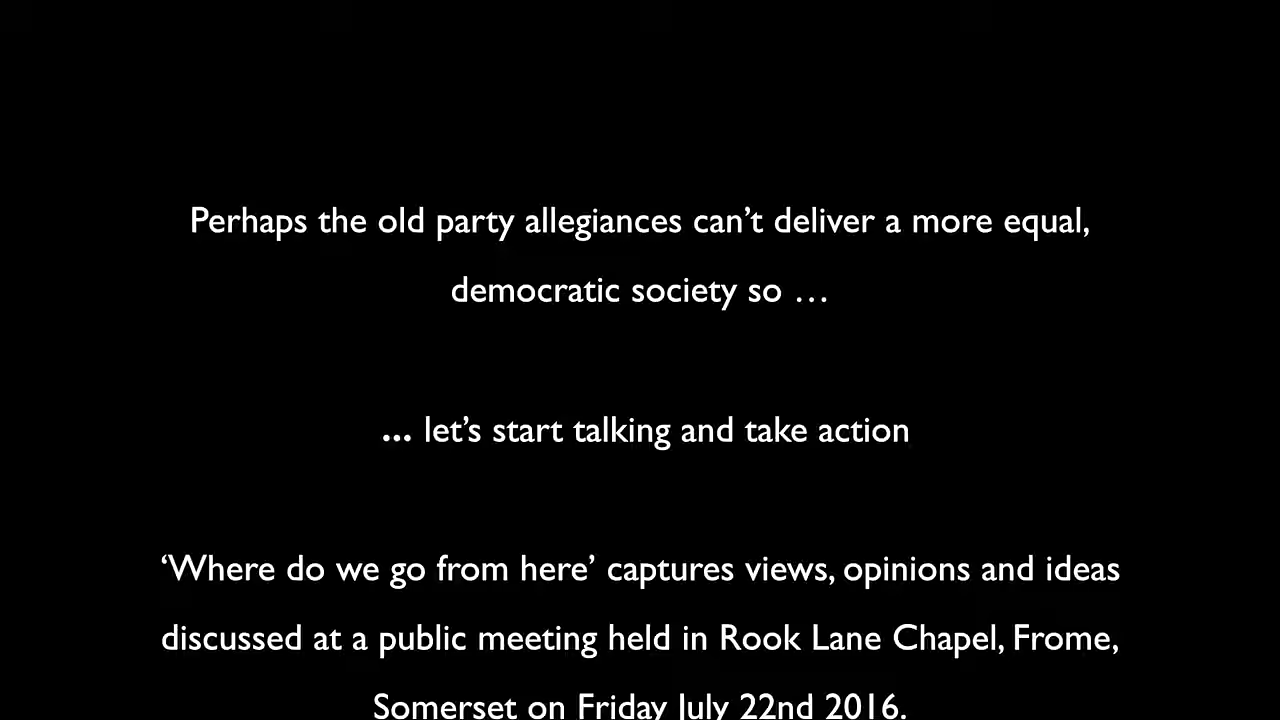 Perhaps the old party allegiances can’t deliver a more equal,
democratic society so …
... let’s start talking and take action
‘Where do we go from here’ captures views, opinions and ideas
discussed at a public meeting held in Rook Lane Chapel, Frome,
Somerset on Friday July 22nd 2016.